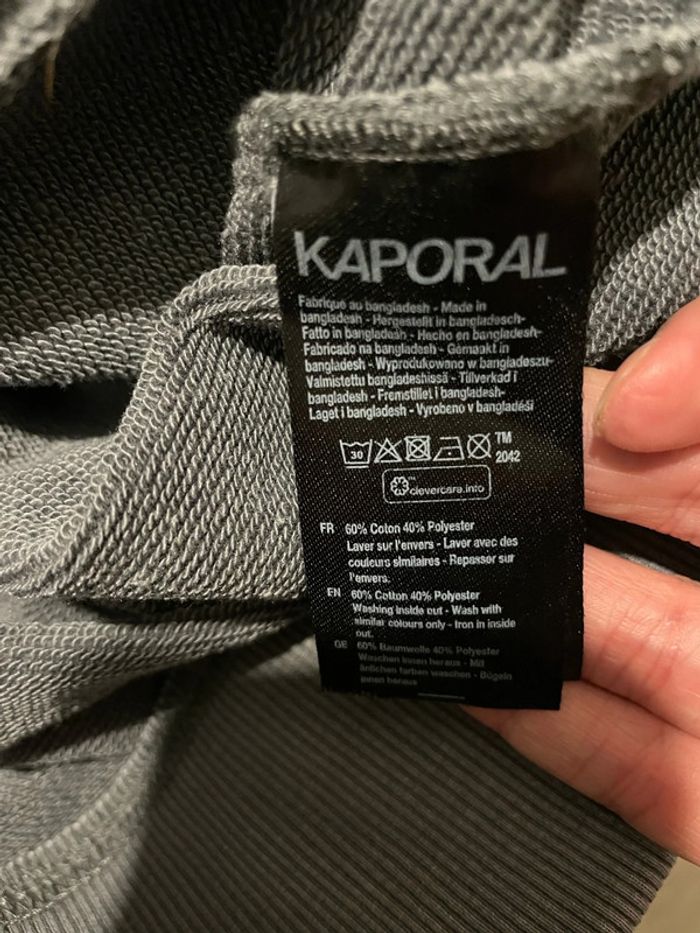 KAPORAL
Fabriqué au bangladesh - Made in
bangladesh - Hergestellt in bangladesch-
Fatto in bangladesh - Hecho en bangladesh-
Fabricado na bangladesh - Gemaakt in
bangladesh - Wyprodukowano w bangladeszu-
Valmistettu bangladeshissä - Tillverkad i
bangladesh - Fremstillet i bangladesh-
Laget i bangladesh - Vyrobeno v bangladéši
30 TM
2042
clevercare.info
FR 60% Coton 40% Polyester
Laver sur l'envers - Laver avec des
couleurs similaires - Repasser sur
l'envers.
EN 60% Cotton 40% Polyester
Washing inside out - Wash with
similar colours only - Iron in inside
out.
GE 60% Baumwolle 40% Polyester
Waschen innen heraus - Mit
änlichen farben waschen - Bügeln
innen heraus